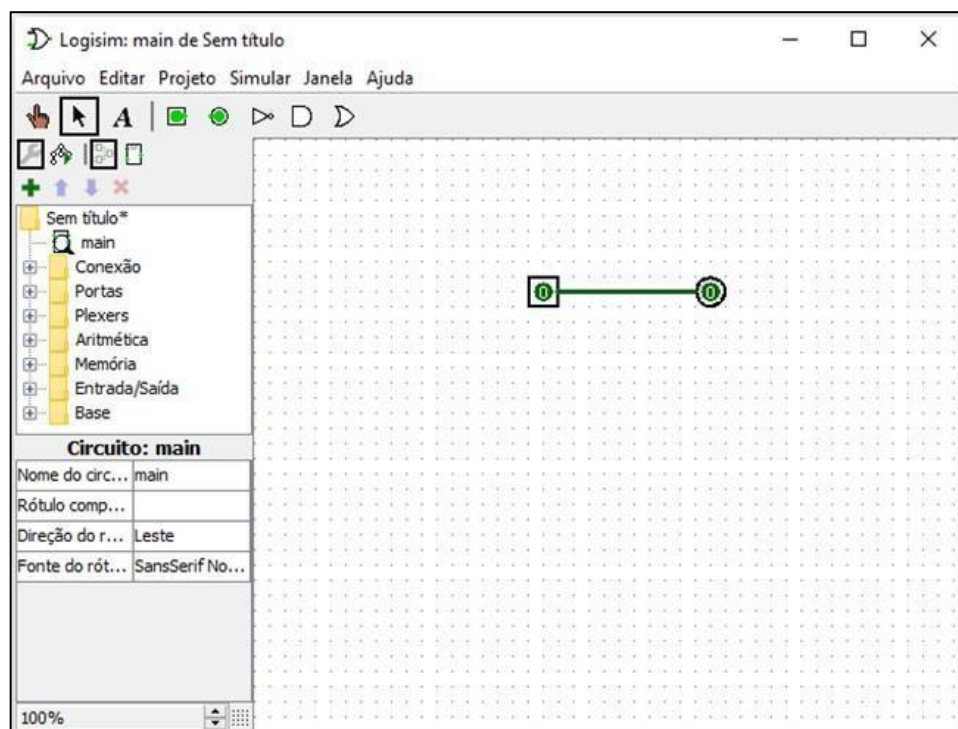 Logisim: main de Sem título
Arquivo Editar Projeto Simular Janela Ajuda
A
Sem título*
main
Conexão
Portas
Plexers
Aritmética
Memória
Entrada/Saída
Base
0 0
Circuito: main
Nome do circ... main
Rótulo comp...
Direção do r... Leste
Fonte do rót... SansSerif No...
100%